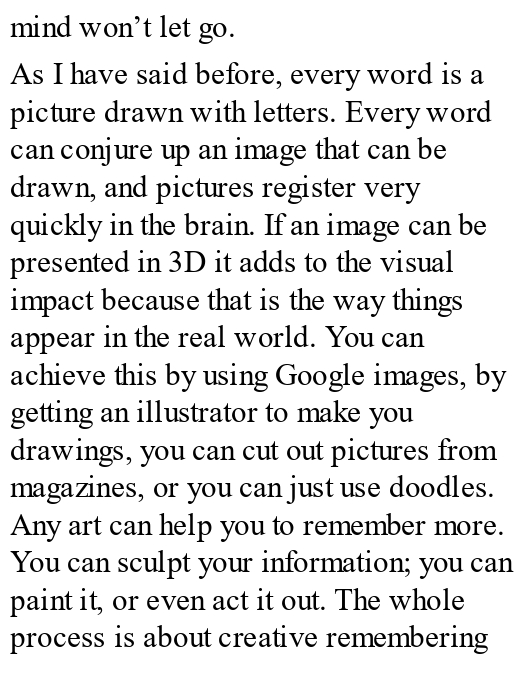 mind won’t let go.
As I have said before, every word is a
picture drawn with letters. Every word
can conjure up an image that can be
drawn, and pictures register very
quickly in the brain. If an image can be
presented in 3D it adds to the visual
impact because that is the way things
appear in the real world. You can
achieve this by using Google images, by
getting an illustrator to make you
drawings, you can cut out pictures from
magazines, or you can just use doodles.
Any art can help you to remember more.
You can sculpt your information; you can
paint it, or even act it out. The whole
process is about creative remembering